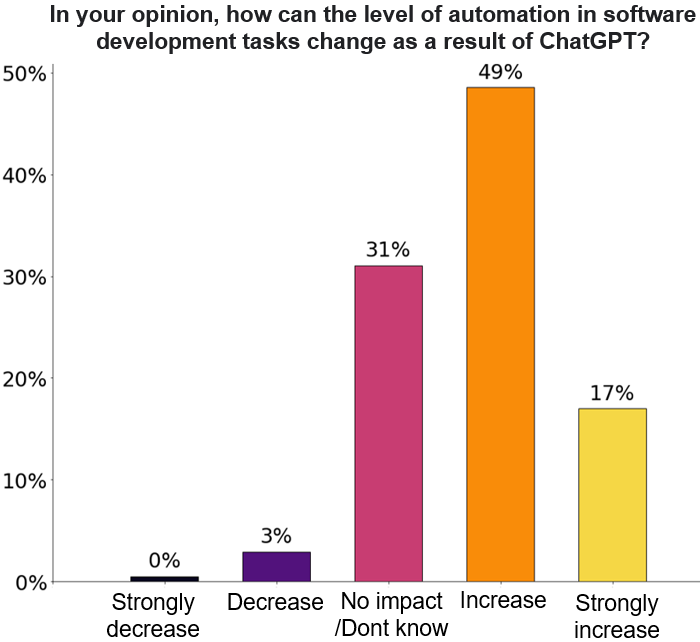 In your opinion, how can the level of automation in software
development tasks change as a result of ChatGPT?
50%
49%
40%
31%
30%
20%
17%
10%
3%
0%
0%
Strongly
decrease
Decrease
No impact
/Dont know
Increase
Strongly
increase